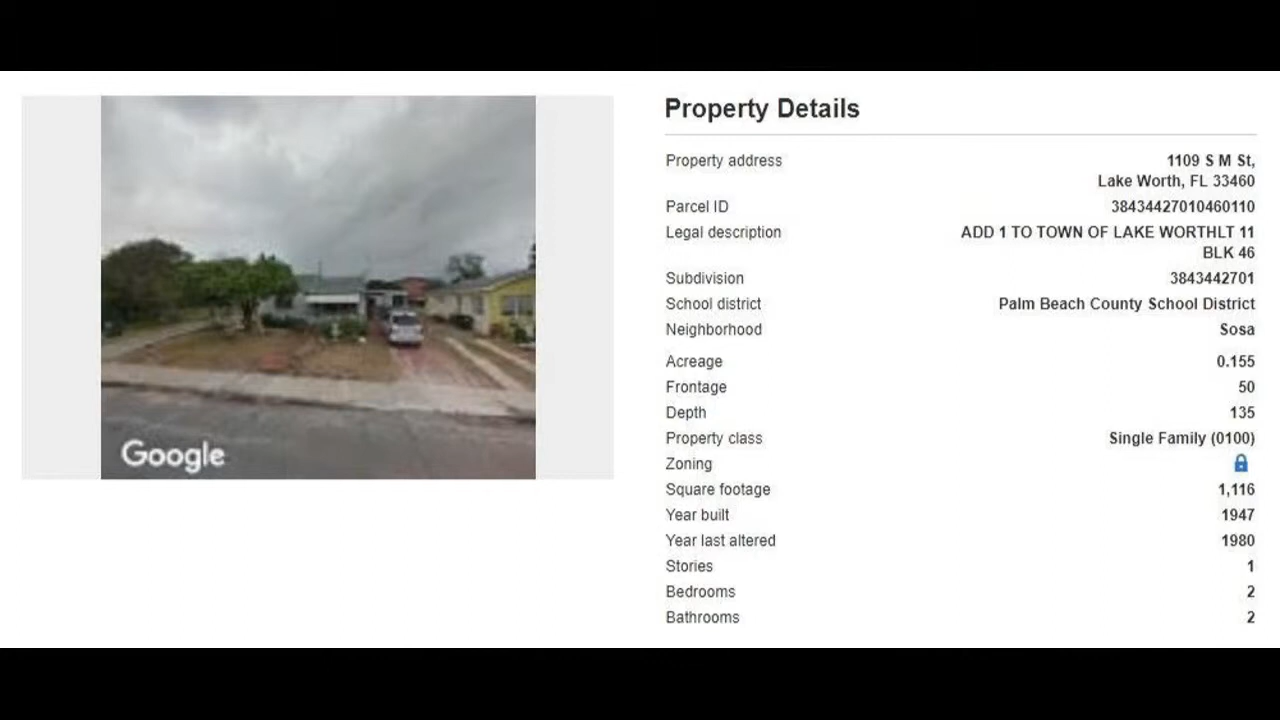 Property Details
Property address 1109 S M St,
Lake Worth, FL 33460
Parcel ID 38434427010460110
Legal description ADD 1 TO TOWN OF LAKE WORTHLT 11
BLK 46
Subdivision 3843442701
School district Palm Beach County School District
Neighborhood Sosa
Acreage 0.155
Frontage 50
Depth 135
Property class Single Family (0100)
Zoning
Square footage 1,116
Year built 1947
Year last altered 1980
Stories 1
Bedrooms 2
Bathrooms 2
Google